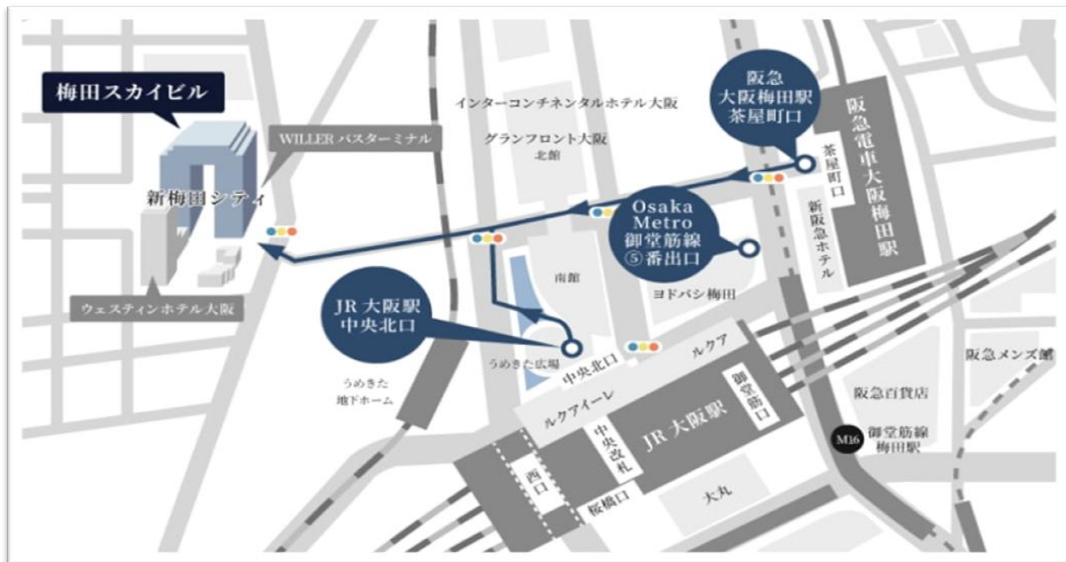 梅田スカイビル
WILLER バスターミナル
新梅田シティ
ウェスティンホテル大阪
インターコンチネンタルホテル大阪
グランフロント大阪
北館
阪急
大阪梅田駅
茶屋町口
阪急電車大阪梅田駅
茶屋町口
新阪急ホテル
Osaka
Metro
御堂筋線
⑤番出口
南館
ヨドバシ梅田
JR 大阪駅
中央北口
うめきた広場
うめきた
地下ホーム
中央北口
ルクア
ルクアイーレ
御堂筋口
JR 大阪駅
中央改札
西口
桜橋口
大丸
阪急メンズ館
阪急百貨店
M16
御堂筋線
梅田駅